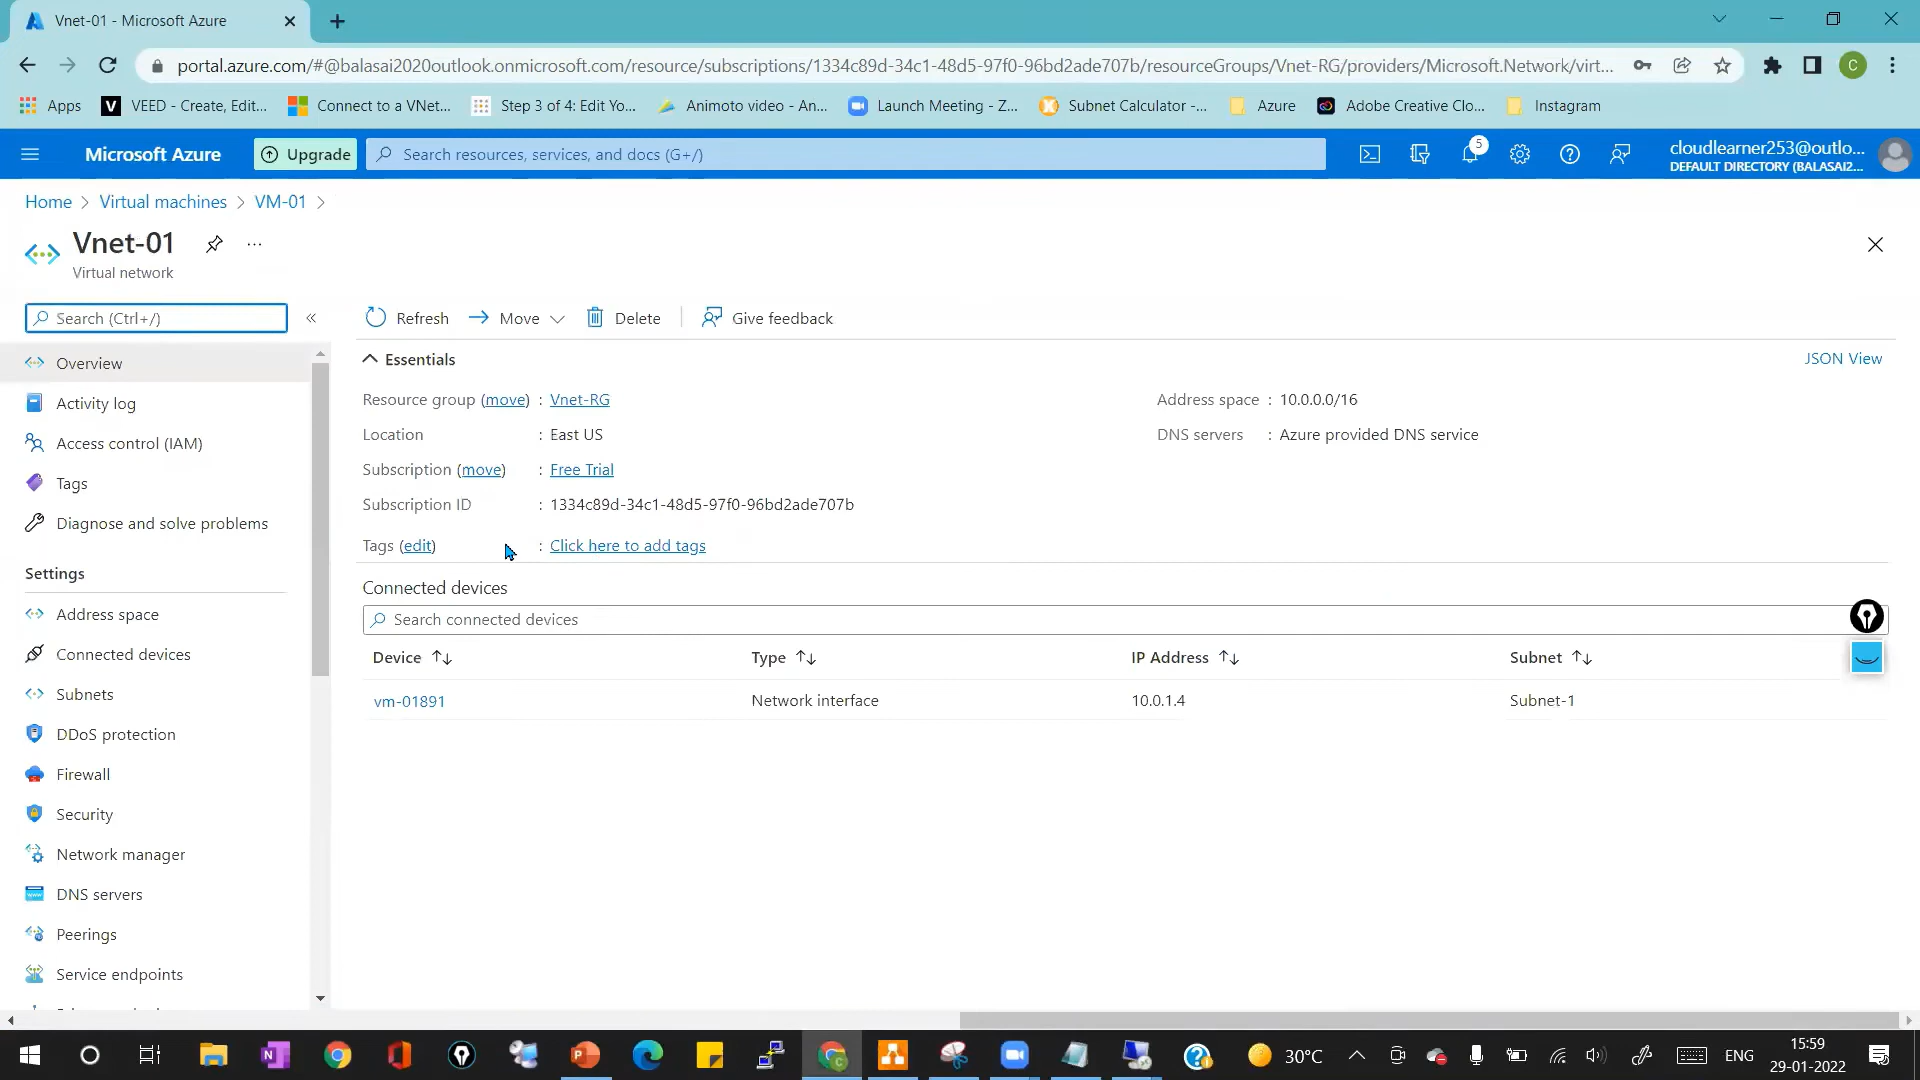 Vnet-01 - Microsoft Azure
portal.azure.com/#@balasai2020outlook.onmicrosoft.com/resource/subscriptions/1334c89d-34c1-48d5-97f0-96bd2ade707b/resourceGroups/Vnet-RG/providers/Microsoft.Network/virt...
C
Apps
VEED - Create, Edit...
Connect to a VNet...
Step 3 of 4: Edit Yo...
Animoto video - An...
Launch Meeting - Z...
Subnet Calculator -...
Azure
Adobe Creative Clo...
Instagram
Microsoft Azure
Upgrade
Search resources, services, and docs (G+/)
5
cloudlearner253@outlo...
DEFAULT DIRECTORY (BALASAI2...
Home > Virtual machines > VM-01 >
Vnet-01
Virtual network
Search (Ctrl+/)
Refresh
Move
Delete
Give feedback
Overview
Activity log
Access control (IAM)
Tags
Diagnose and solve problems
Settings
Address space
Connected devices
Subnets
DDoS protection
Firewall
Security
Network manager
DNS servers
Peerings
Service endpoints
Essentials
JSON View
Resource group (move) : Vnet-RG
Location : East US
Subscription (move) : Free Trial
Subscription ID : 1334c89d-34c1-48d5-97f0-96bd2ade707b
Tags (edit) : Click here to add tags
Address space : 10.0.0.0/16
DNS servers : Azure provided DNS service
Connected devices
Search connected devices
Device Type IP Address Subnet
vm-01891 Network interface 10.0.1.4 Subnet-1
30°C
ENG
15:59
29-01-2022